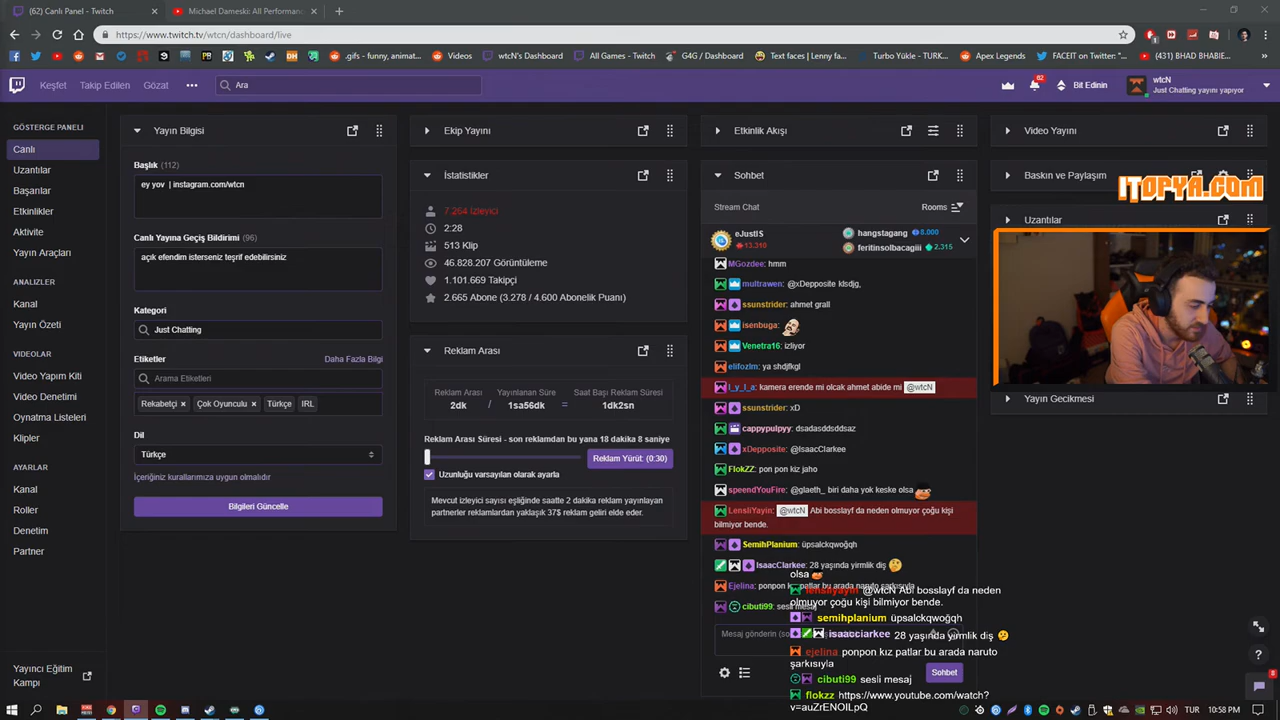 (62) Canlı Panel - Twitch
Michael Dameski: All Performanc
https://www.twitch.tv/wtcn/dashboard/live
.gifs - funny, animat...
Videos
wtcN's Dashboard
All Games - Twitch
G4G / Dashboard
Text faces | Lenny fa...
Turbo Yükle - TURK...
Apex Legends
FACEIT on Twitter: "...
(431) BHAD BHABIE...
Keşfet
Takip Edilen
Gözat
Ara
62
Bit Edinin
wtcN
Just Chatting yayını yapıyor
GÖSTERGE PANELİ
Canlı
Uzantılar
Başarılar
Etkinlikler
Aktivite
Yayın Araçları
ANALİZLER
Kanal
Yayın Özeti
VIDEOLAR
Video Yapım Kiti
Video Denetimi
Oynatma Listeleri
Klipler
AYARLAR
Kanal
Roller
Denetim
Partner
Yayıncı Eğitim
Kampı
Yayın Bilgisi
Başlık (112)
ey yov | instagram.com/wtcn
Canlı Yayına Geçiş Bildirimi (96)
açık efendim isterseniz teşrif edebilirsiniz
Kategori
Just Chatting
Etiketler
Daha Fazla Bilgi
Arama Etiketleri
Rekabetçi
Çok Oyunculu
Türkçe
IRL
Dil
Türkçe
İçeriğiniz kurallarımıza uygun olmalıdır
Bilgileri Güncelle
Ekip Yayını
İstatistikler
7.264 İzleyici
2:28
513 Klip
46.828.207 Görüntüleme
1.101.669 Takipçi
2.665 Abone (3.278 / 4.600 Abonelik Puanı)
Reklam Arası
Reklam Arası
Yayınlanan Süre
Saat Başı Reklam Süresi
2dk / 1sa56dk = 1dk2sn
Reklam Arası Süresi - son reklamdan bu yana 18 dakika 8 saniye
Reklam Yürüt: (0:30)
Uzunluğu varsayılan olarak ayarla
Mevcut izleyici sayısı eşliğinde saatte 2 dakika reklam yayınlayan
partnerler reklamlardan yaklaşık 37$ reklam geliri elde eder.
Etkinlik Akışı
Sohbet
Stream Chat
Rooms
eJustIS
13.310
hangstagang 8.000
feritinsolbacagiii 2.315
MGozdee: hmm
multrawen: @xDepposite klsdjg,
ssunstrider: ahmet grall
isenbuga:
Venetra16: izliyor
elifozlm: ya shdjfkgl
l_y_l_a: kamera erende mi olcak ahmet abide mi @wtcN
ssunstrider: xD
cappypulpyy: dsadasddsddsaz
xDepposite: @IsaacClarkee
FlokZZ: pon pon kiz jaho
speendYouFire: @glaeth_ biri daha yok keske olsa
LensliYayin: @wtcN Abi bosslayf da neden olmuyor çoğu kişi
bilmiyor bende.
SemihPlanium: üpsalckqwoğqh
IsaacClarkee: 28 yaşında yirmlik diş
cibuti99:
Sohbet
olsa
lensliyayin @wtcN Abi bosslayf da neden
olmuyor çoğu kişi bilmiyor bende.
semihplanium üpsalckqwoğqh
isaacclarkee 28 yaşında yirmlik diş
ejelina ponpon kız patlar bu arada naruto
şarkısıyla
cibuti99 sesli mesaj
flokzz https://www.youtube.com/watch?
v=auZrENOILpQ
Video Yayını
Baskın ve Paylaşım
ITOPYA.COM
Uzantılar
Yayın Gecikmesi
TUR
10:58 PM